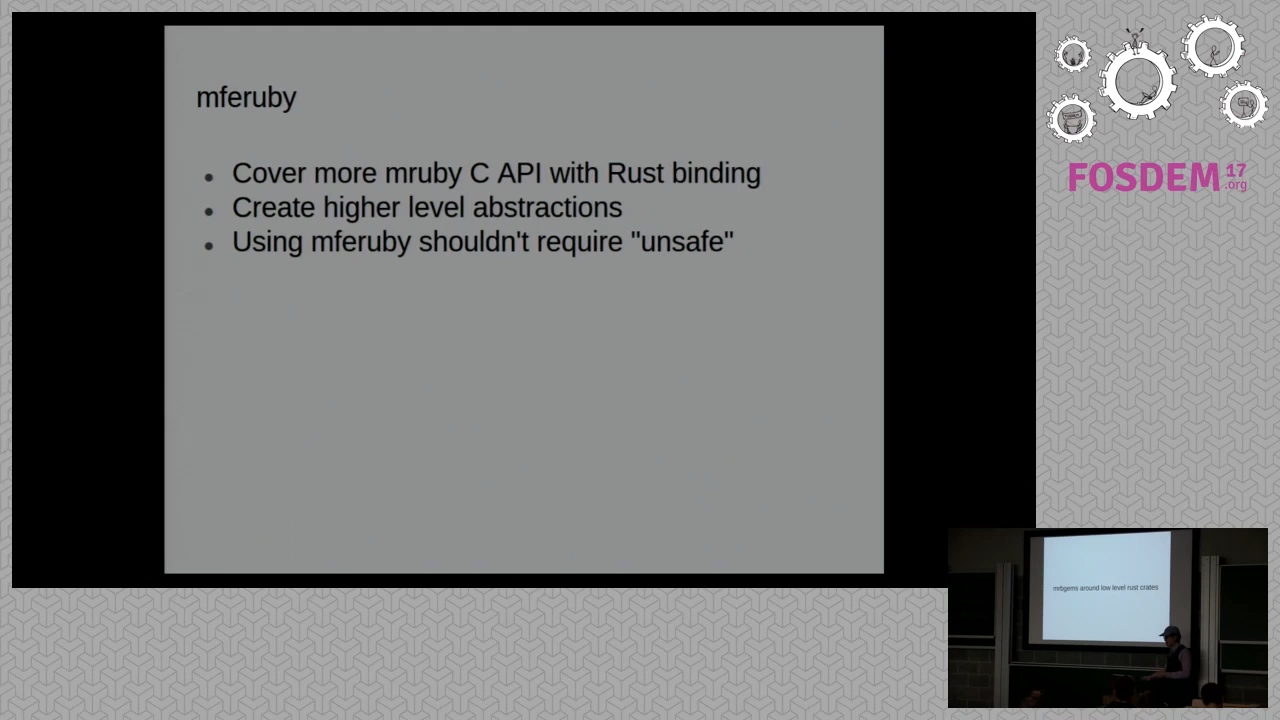 mferuby
Cover more mruby C API with Rust binding
Create higher level abstractions
Using mferuby shouldn't require "unsafe"
FOSDEM 17
.org
mrbgems around low level rust crates